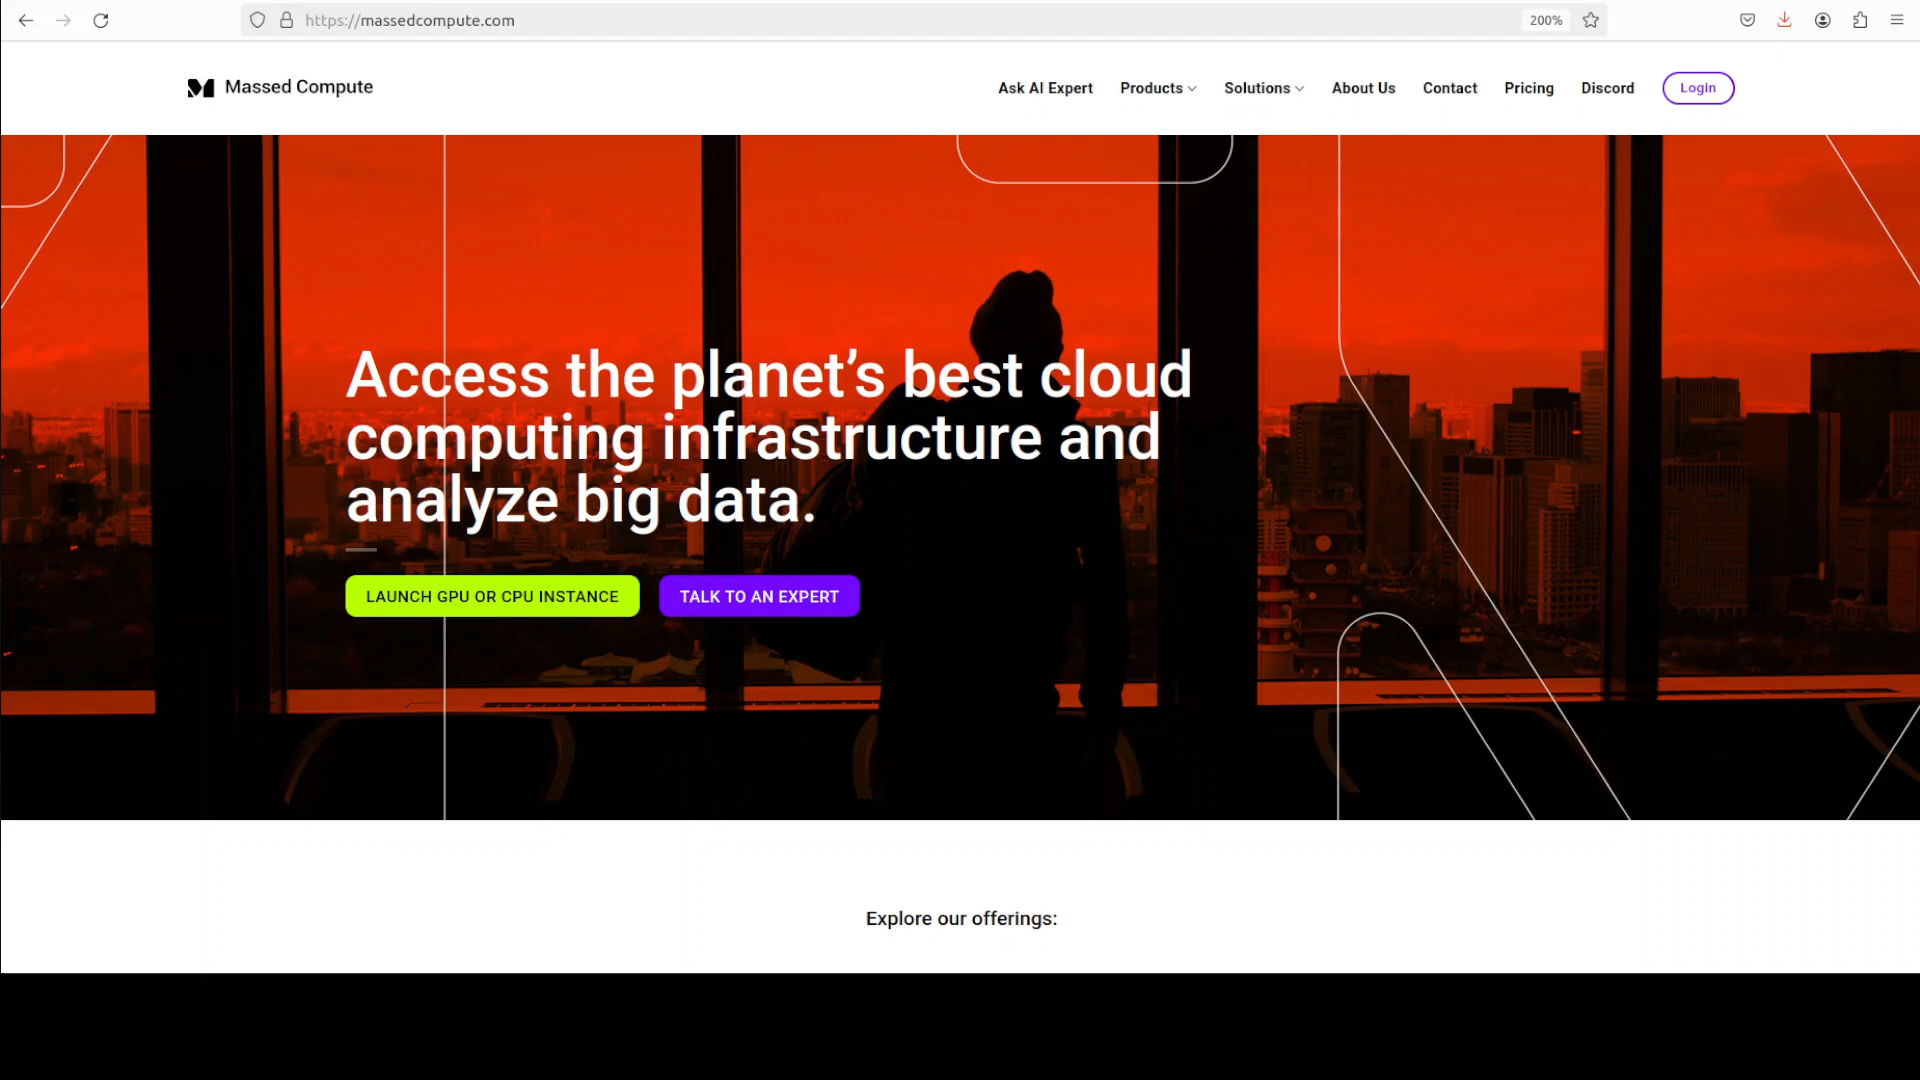 https://massedcompute.com
200%
Massed Compute
Ask AI Expert
Products
Solutions
About Us
Contact
Pricing
Discord
Login
Access the planet’s best cloud
computing infrastructure and
analyze big data.
LAUNCH GPU OR CPU INSTANCE
TALK TO AN EXPERT
Explore our offerings: